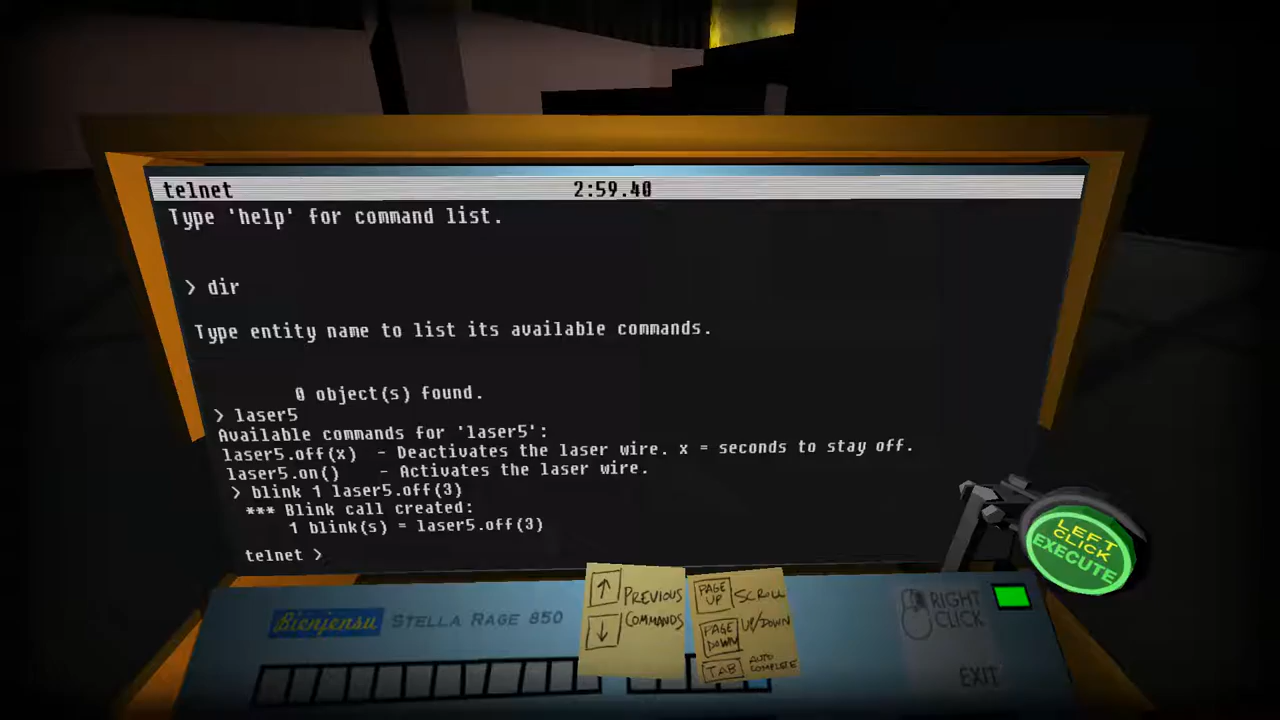 telnet 2:59.40
Type 'help' for command list.
> dir
Type entity name to list its available commands.
0 object(s) found.
> laser5
Available commands for 'laser5':
laser5.off(x) - Deactivates the laser wire. x = seconds to stay off.
laser5.on() - Activates the laser wire.
> blink 1 laser5.off(3)
*** Blink call created:
1 blink(s) = laser5.off(3)
telnet >
LEFT
CLICK
EXECUTE
Bionjensu STELLA RAGE 850
↑ PREVIOUS
↓ COMMANDS
PAGE UP SCROLL
PAGE DOWN UP/DOWN
TAB AUTO COMPLETE
RIGHT
CLICK
EXIT